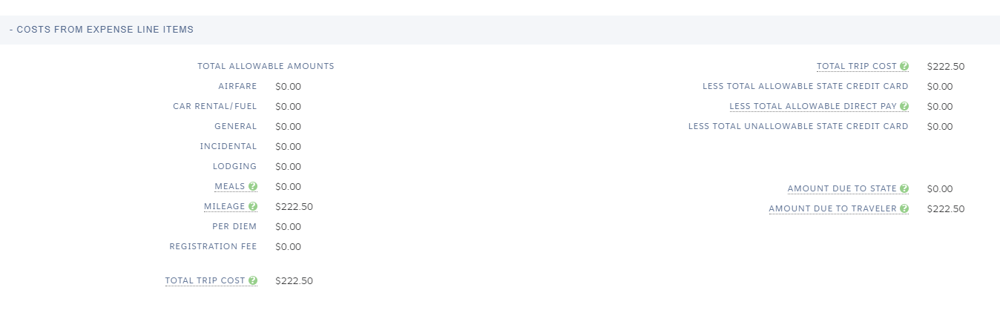 - COSTS FROM EXPENSE LINE ITEMS
TOTAL ALLOWABLE AMOUNTS
AIRFARE $0.00
CAR RENTAL/FUEL $0.00
GENERAL $0.00
INCIDENTAL $0.00
LODGING $0.00
MEALS ? $0.00
MILEAGE ? $222.50
PER DIEM $0.00
REGISTRATION FEE $0.00
TOTAL TRIP COST ? $222.50
TOTAL TRIP COST ? $222.50
LESS TOTAL ALLOWABLE STATE CREDIT CARD $0.00
LESS TOTAL ALLOWABLE DIRECT PAY ? $0.00
LESS TOTAL UNALLOWABLE STATE CREDIT CARD $0.00
AMOUNT DUE TO STATE ? $0.00
AMOUNT DUE TO TRAVELER ? $222.50